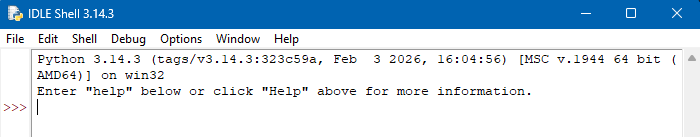 IDLE Shell 3.14.3
File Edit Shell Debug Options Window Help
Python 3.14.3 (tags/v3.14.3:323c59a, Feb  3 2026, 16:04:56) [MSC v.1944 64 bit (
AMD64)] on win32
Enter "help" below or click "Help" above for more information.
>>>